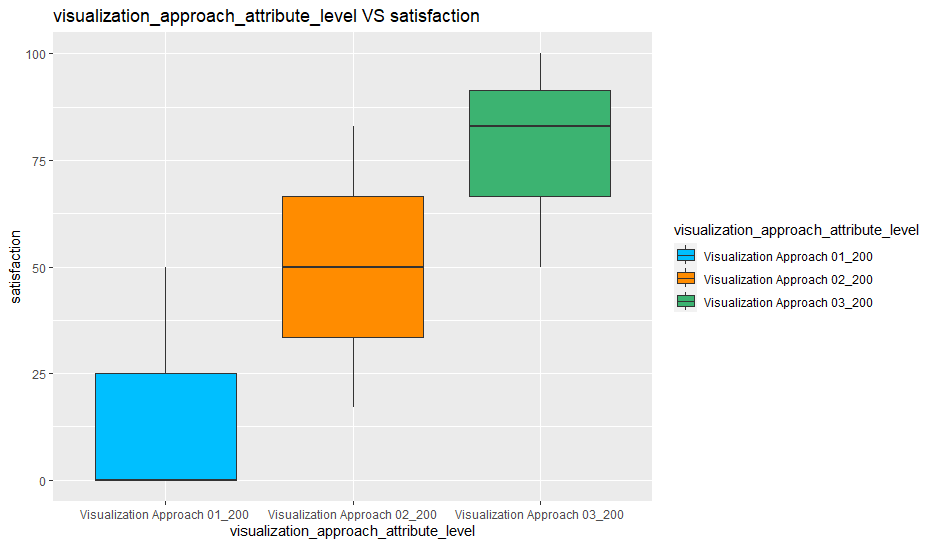 visualization_approach_attribute_level VS satisfaction
100
75
50
25
0
satisfaction
Visualization Approach 01_200 Visualization Approach 02_200 Visualization Approach 03_200
visualization_approach_attribute_level
visualization_approach_attribute_level
Visualization Approach 01_200
Visualization Approach 02_200
Visualization Approach 03_200